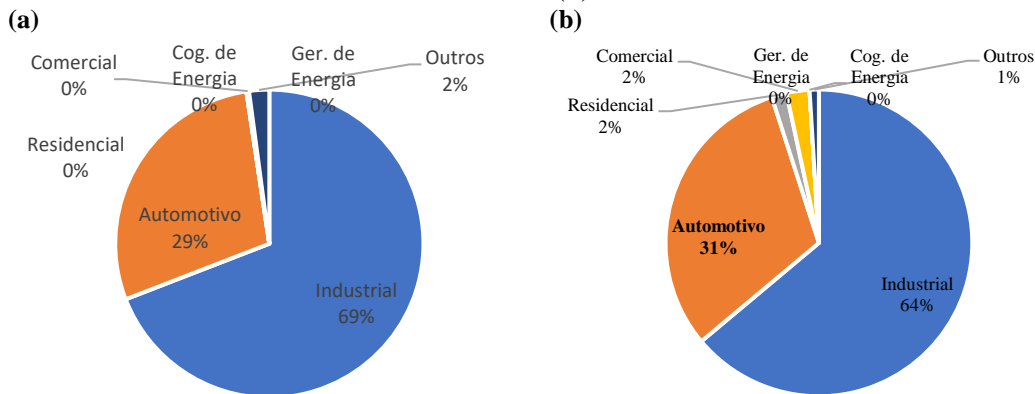 (a)
Comercial
0%
Cog. de
Energia
0%
Ger. de
Energia
0%
Outros
2%
Residencial
0%
Automotivo
29%
Industrial
69%
(b)
Comercial
2%
Ger. de
Energia
0%
Cog. de
Energia
0%
Outros
1%
Residencial
2%
Automotivo
31%
Industrial
64%